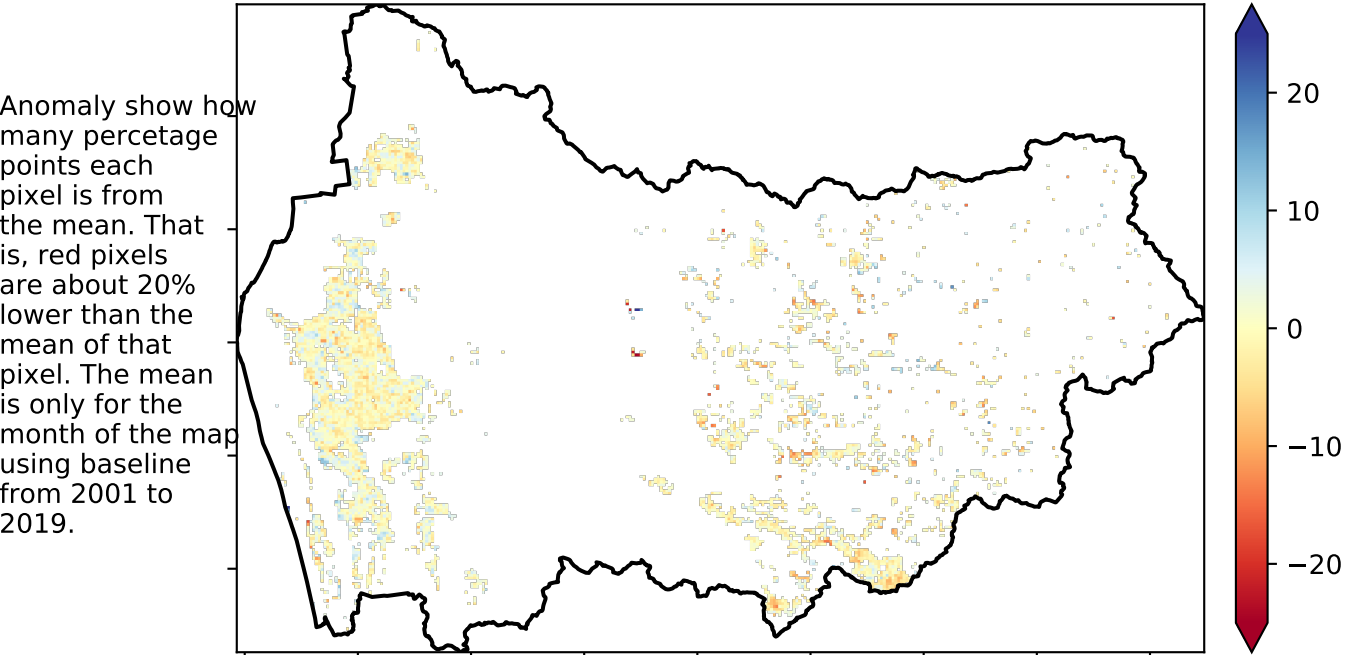 Anomaly show how
many percetage
points each
pixel is from
the mean. That
is, red pixels
are about 20%
lower than the
mean of that
pixel. The mean
is only for the
month of the map
using baseline
from 2001 to
2019.
20
10
0
−10
−20